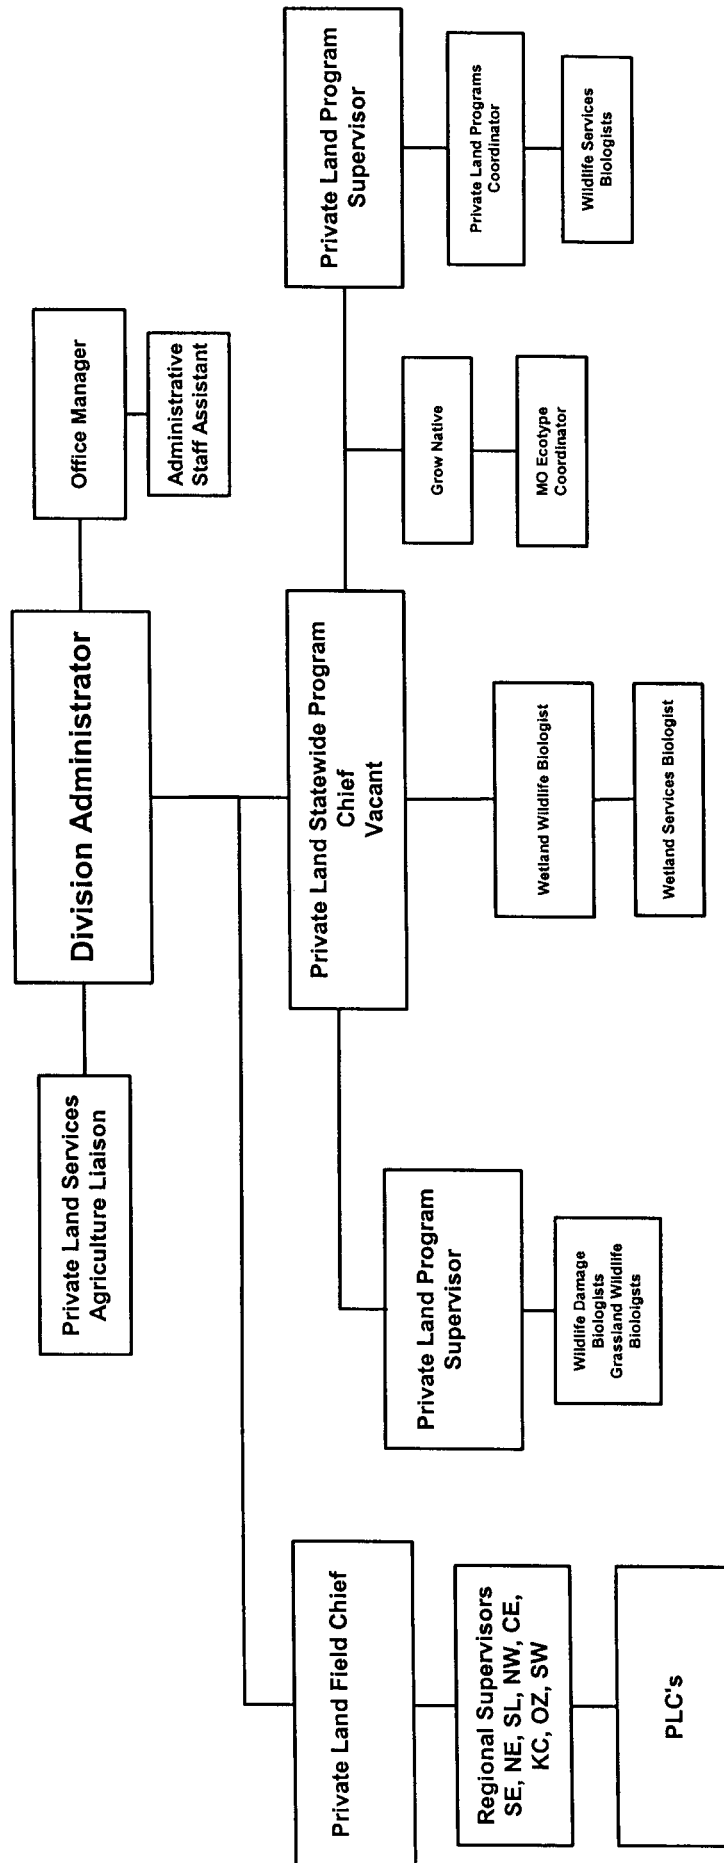 Division Administrator
Private Land Services
Agriculture Liaison
Office Manager
Administrative
Staff Assistant
Private Land Field Chief
Regional Supervisors
SE, NE, SL, NW, CE,
KC, OZ, SW
PLC's
Private Land Statewide Program
Chief
Vacant
Private Land Program
Supervisor
Wildlife Damage
Biologists
Grassland Wildlife
Bioloigsts
Wetland Wildlife Biologist
Wetland Services Biologist
Grow Native
MO Ecotype
Coordinator
Private Land Program
Supervisor
Private Land Programs
Coordinator
Wildlife Services
Biologists